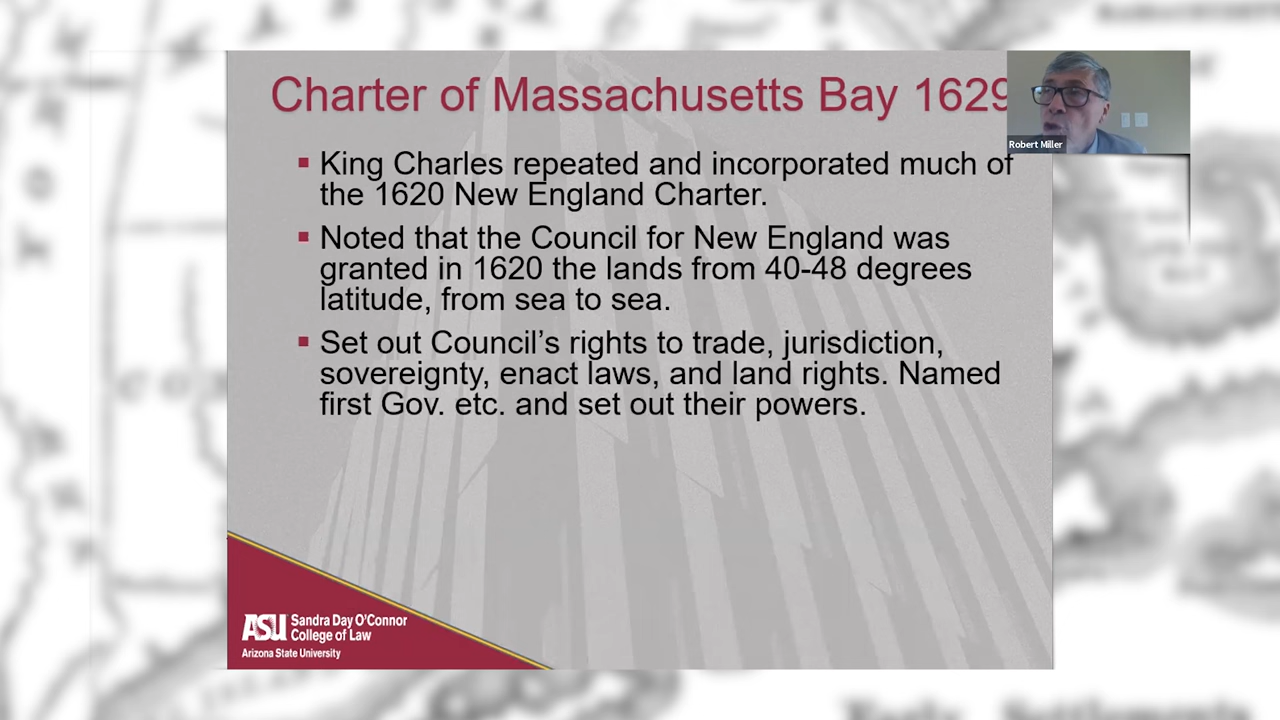 Charter of Massachusetts Bay 1629
Robert Miller
King Charles repeated and incorporated much of
the 1620 New England Charter.
Noted that the Council for New England was
granted in 1620 the lands from 40-48 degrees
latitude, from sea to sea.
Set out Council's rights to trade, jurisdiction,
sovereignty, enact laws, and land rights. Named
first Gov. etc. and set out their powers.
ASU Sandra Day O'Connor
College of Law
Arizona State University